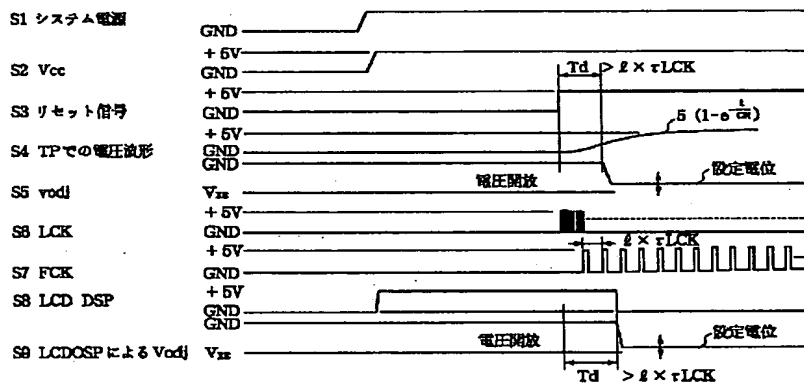 S1 システム電源
GND
+5V
S2 Vcc
GND
Td > ℓ×τLCK
+5V
S3 リセット信号
GND
+5V
5 (1-e^{-t/CR})
S4 TPでの電圧波形
GND
GND
電圧開放
設定電位
S5 vodj
VEE
+5V
S6 LCK
GND
ℓ×τLCK
+5V
S7 FCK
GND
S8 LCD DSP
+5V
GND
GND
電圧開放
設定電位
S9 LCDOSPによるVodj
VEE
Td > ℓ×τLCK